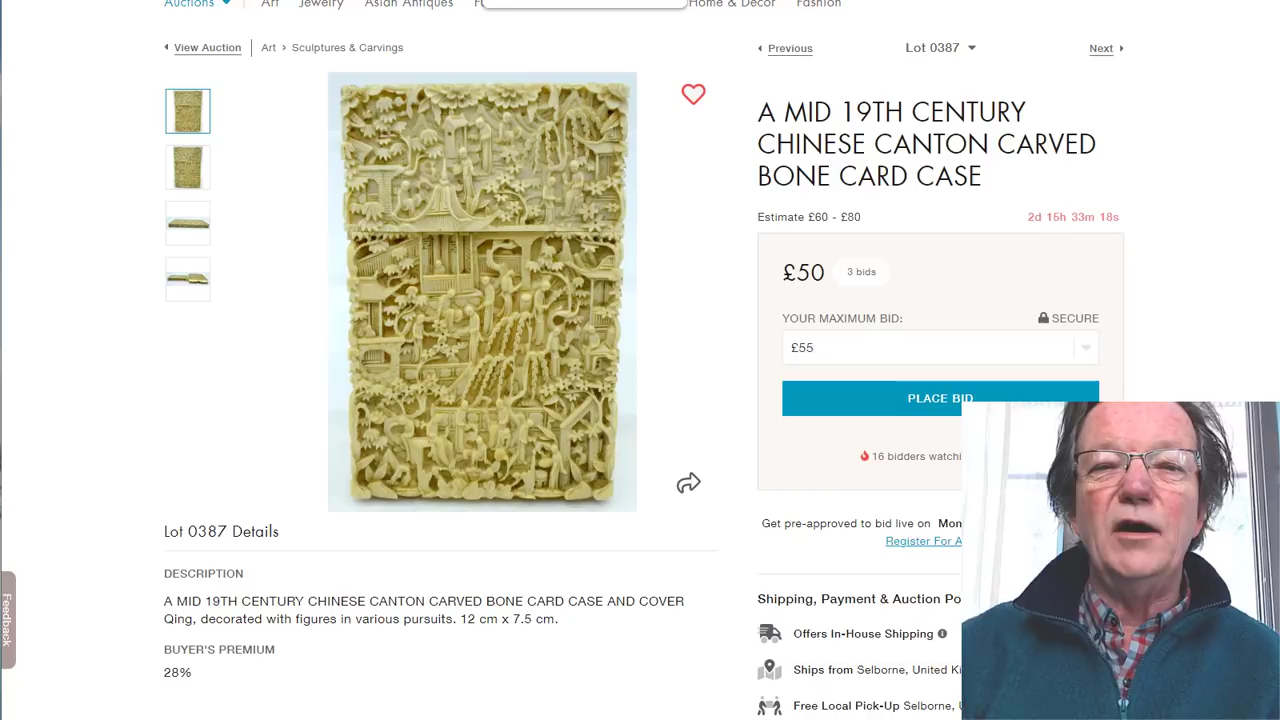 Auctions
Art
Jewelry
Asian Antiques
Home & Decor
Fashion
View Auction
Art › Sculptures & Carvings
Previous
Lot 0387
Next
A MID 19TH CENTURY
CHINESE CANTON CARVED
BONE CARD CASE
Estimate £60 - £80
2d 15h 33m 18s
£50
3 bids
YOUR MAXIMUM BID:
SECURE
£55
PLACE BID
16 bidders
Get pre-approved to bid live on
Register For
Lot 0387 Details
DESCRIPTION
A MID 19TH CENTURY CHINESE CANTON CARVED BONE CARD CASE AND COVER
Qing, decorated with figures in various pursuits. 12 cm x 7.5 cm.
BUYER'S PREMIUM
28%
Shipping, Payment & Auction
Offers In-House Shipping
Ships from Selborne, United
Free Local Pick-Up Selborne,
Feedback